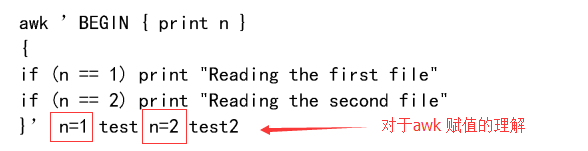 awk ’ BEGIN { print n }
{
if (n == 1) print "Reading the first file"
if (n == 2) print "Reading the second file"
}’ n=1 test n=2 test2 对于awk 赋值的理解